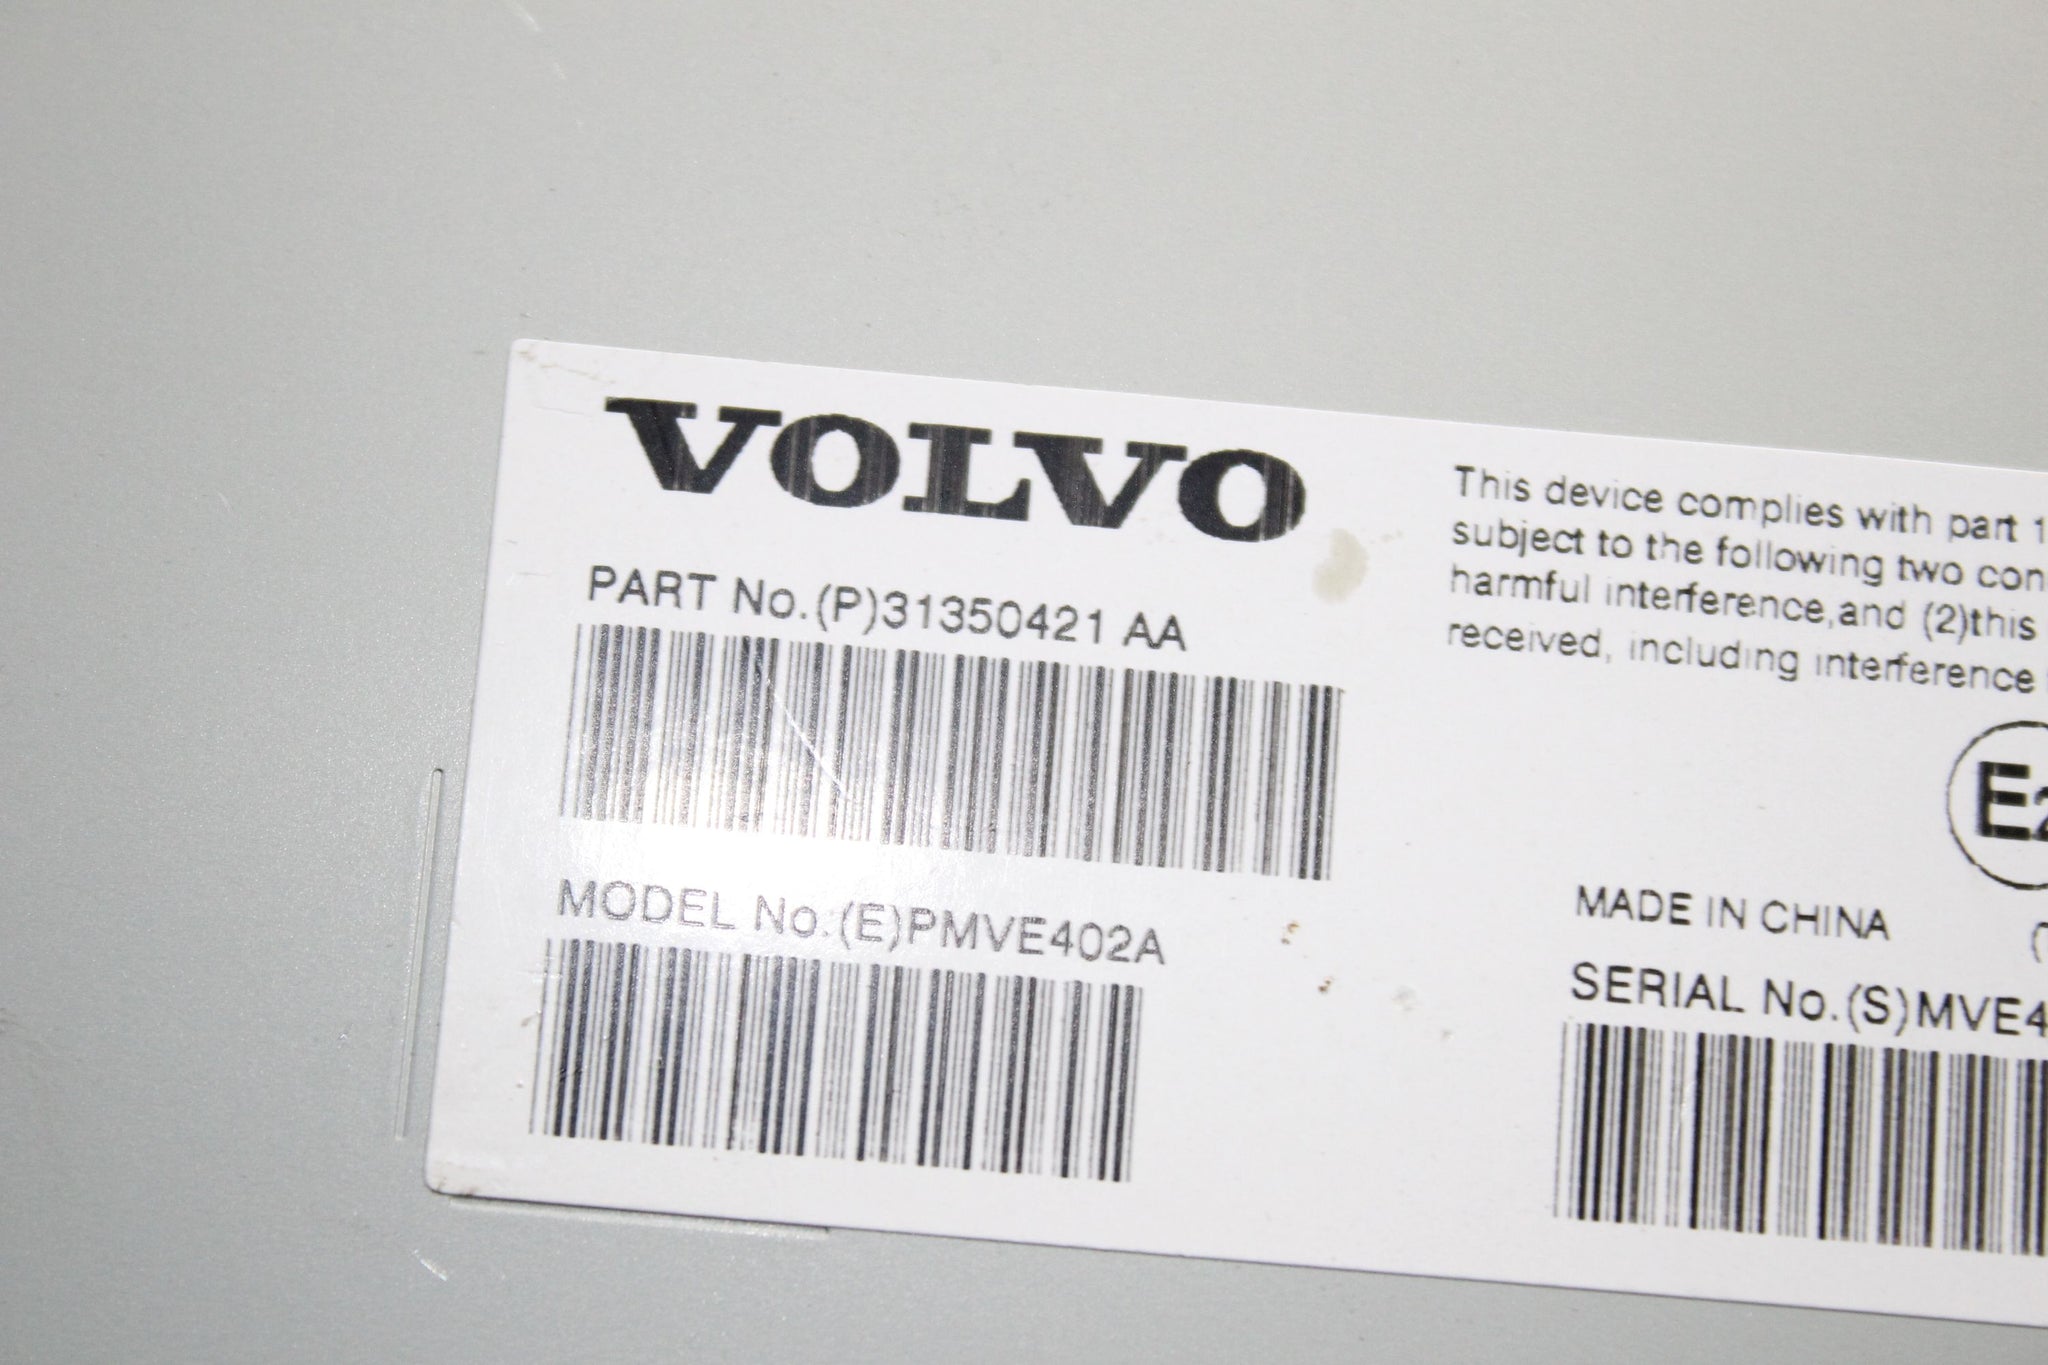 VOLVO
PART No.(P)31350421 AA
MODEL No.(E)PMVE402A
This device complies with part 1
subject to the following two con
harmful interference,and (2)this
received, including interference
E2
MADE IN CHINA
SERIAL No.(S)MVE4